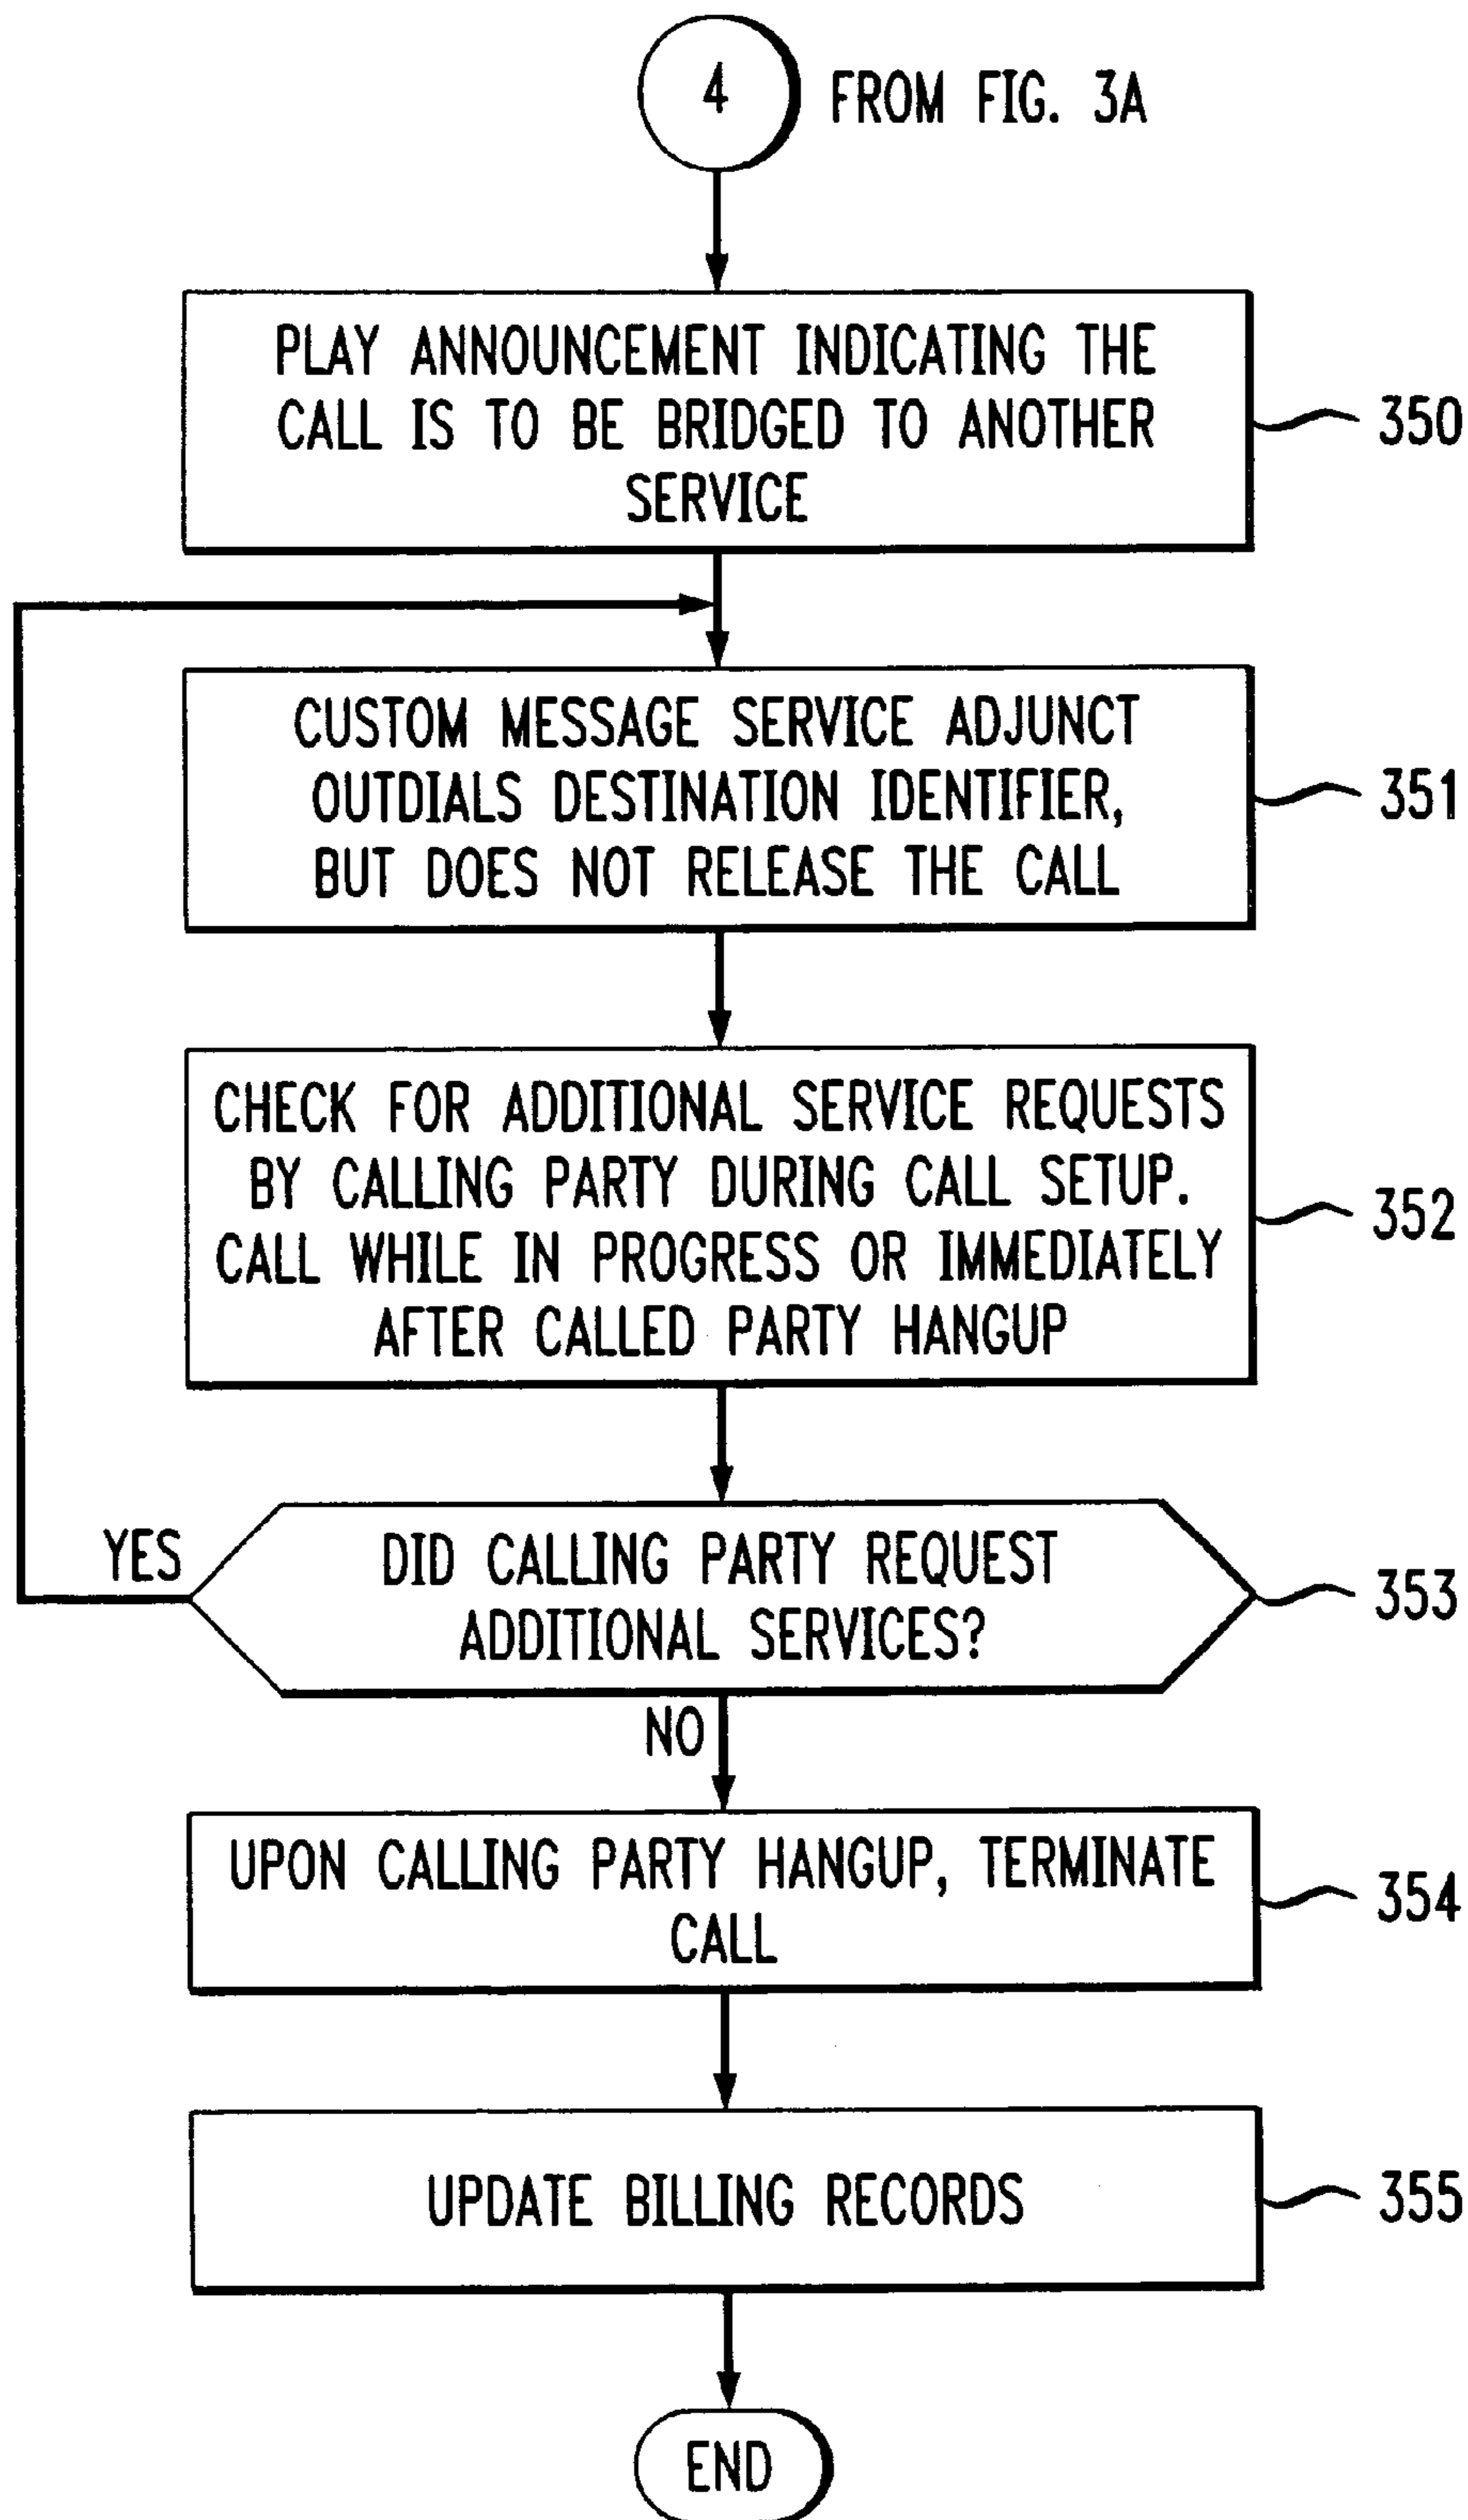 4 FROM FIG. 3A
PLAY ANNOUNCEMENT INDICATING THE
CALL IS TO BE BRIDGED TO ANOTHER
SERVICE
350
CUSTOM MESSAGE SERVICE ADJUNCT
OUTDIALS DESTINATION IDENTIFIER,
BUT DOES NOT RELEASE THE CALL
351
CHECK FOR ADDITIONAL SERVICE REQUESTS
BY CALLING PARTY DURING CALL SETUP.
CALL WHILE IN PROGRESS OR IMMEDIATELY
AFTER CALLED PARTY HANGUP
352
YES
DID CALLING PARTY REQUEST
ADDITIONAL SERVICES?
353
NO
UPON CALLING PARTY HANGUP, TERMINATE
CALL
354
UPDATE BILLING RECORDS
355
END